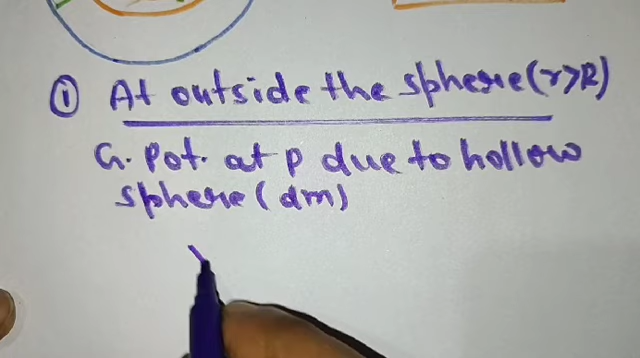 ① At outside the sphere (r>R)
G. Pot. at P due to hollow
sphere (dm)